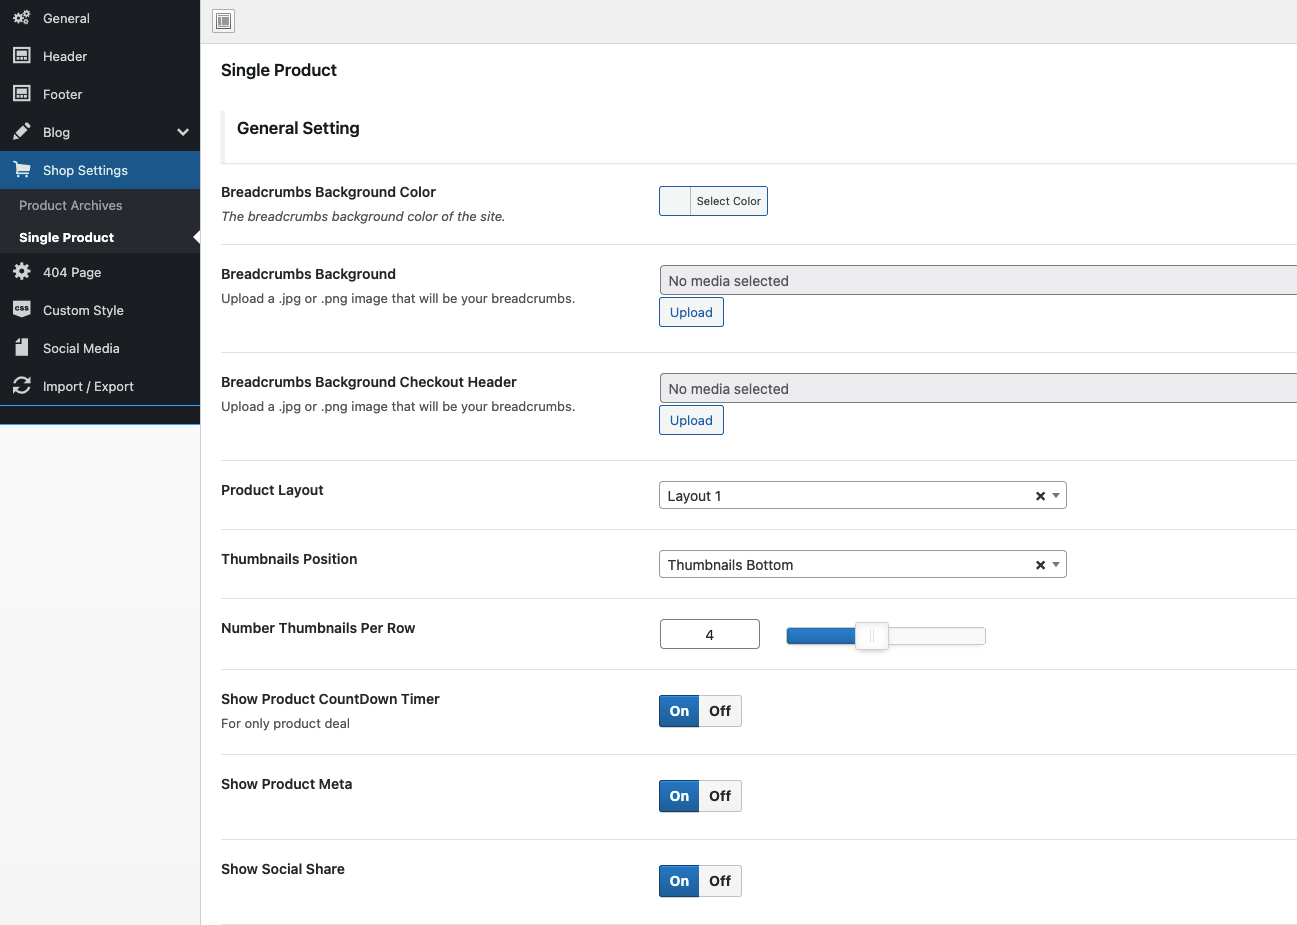 General
Header
Footer
Blog
Shop Settings
Product Archives
Single Product
404 Page
css
Custom Style
Social Media
Import / Export
Single Product
General Setting
Breadcrumbs Background Color
The breadcrumbs background color of the site.
Select Color
Breadcrumbs Background
Upload a .jpg or .png image that will be your breadcrumbs.
No media selected
Upload
Breadcrumbs Background Checkout Header
Upload a .jpg or .png image that will be your breadcrumbs.
No media selected
Upload
Product Layout
Layout 1
Thumbnails Position
Thumbnails Bottom
Number Thumbnails Per Row
4
Show Product CountDown Timer
For only product deal
On Off
Show Product Meta
On Off
Show Social Share
On Off